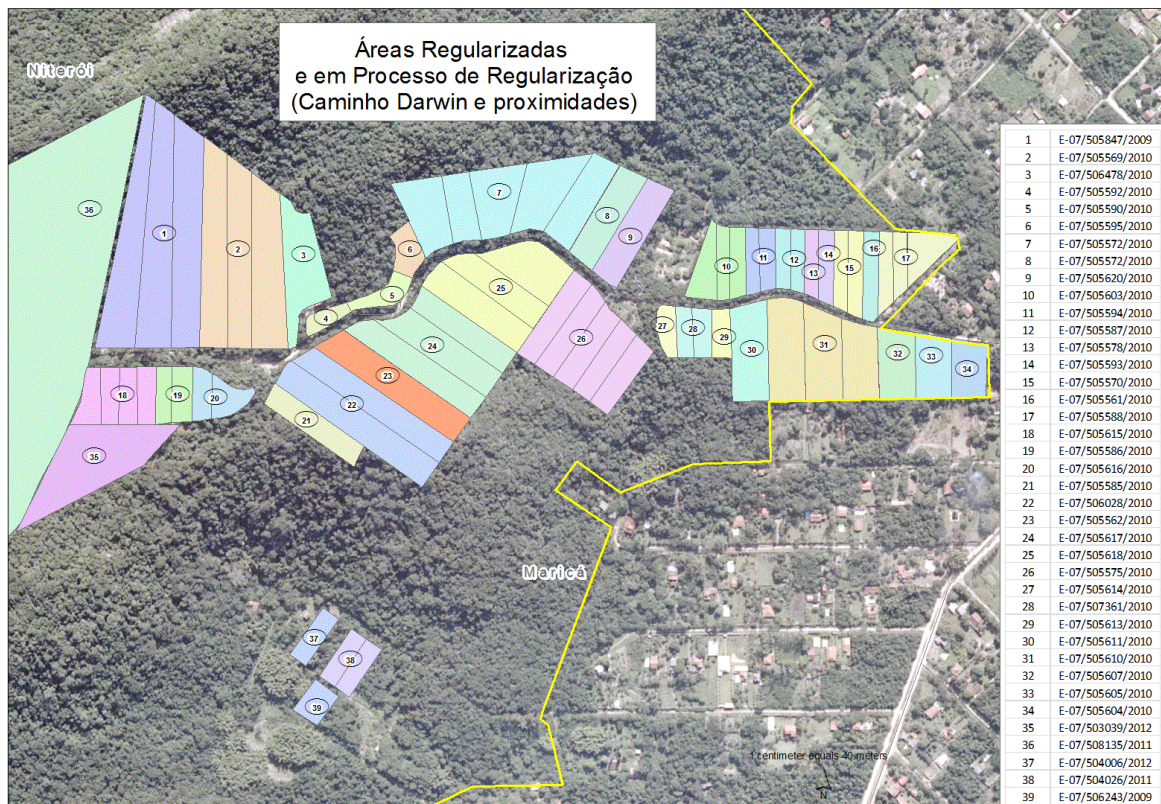 Áreas Regularizadas
e em Processo de Regularização
(Caminho Darwin e proximidades)
Niterói
36
1
2
3
4
5
6
7
8
9
10
11
12
13
14
15
16
17
18
19
20
21
22
23
24
25
26
27
28
29
30
31
32
33
34
35
37
38
39
Maricá
1 centimeter equals 40 meters
N
1 E-07/505847/2009
2 E-07/505569/2010
3 E-07/506478/2010
4 E-07/505592/2010
5 E-07/505590/2010
6 E-07/505595/2010
7 E-07/505572/2010
8 E-07/505572/2010
9 E-07/505620/2010
10 E-07/505603/2010
11 E-07/505594/2010
12 E-07/505587/2010
13 E-07/505578/2010
14 E-07/505593/2010
15 E-07/505570/2010
16 E-07/505561/2010
17 E-07/505588/2010
18 E-07/505615/2010
19 E-07/505586/2010
20 E-07/505616/2010
21 E-07/505585/2010
22 E-07/506028/2010
23 E-07/505562/2010
24 E-07/505617/2010
25 E-07/505618/2010
26 E-07/505575/2010
27 E-07/505614/2010
28 E-07/507361/2010
29 E-07/505613/2010
30 E-07/505611/2010
31 E-07/505610/2010
32 E-07/505607/2010
33 E-07/505605/2010
34 E-07/505604/2010
35 E-07/503039/2012
36 E-07/508135/2011
37 E-07/504006/2012
38 E-07/504026/2011
39 E-07/506243/2009